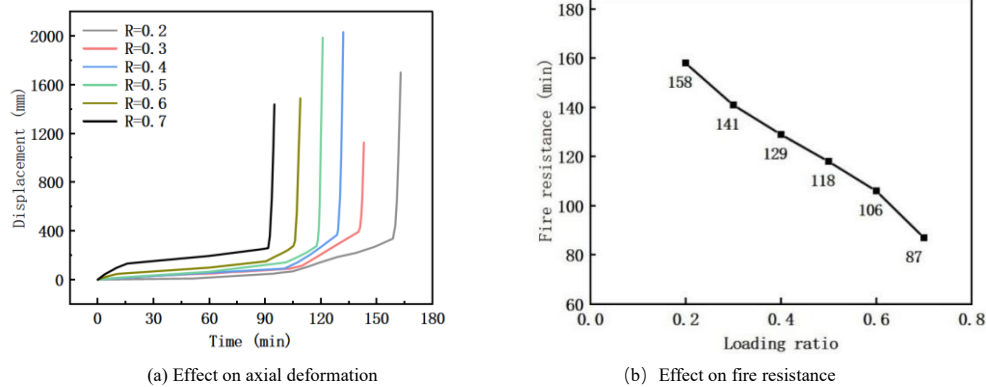 2000
1600
1200
800
400
0
Displacement (mm)
R=0.2
R=0.3
R=0.4
R=0.5
R=0.6
R=0.7
0 30 60 90 120 150 180
Time (min)
(a) Effect on axial deformation
160
140
120
100
80
60
Fire resistance (min)
158
141
129
118
106
87
0.0 0.2 0.4 0.6 0.8
Loading ratio
(b) Effect on fire resistance